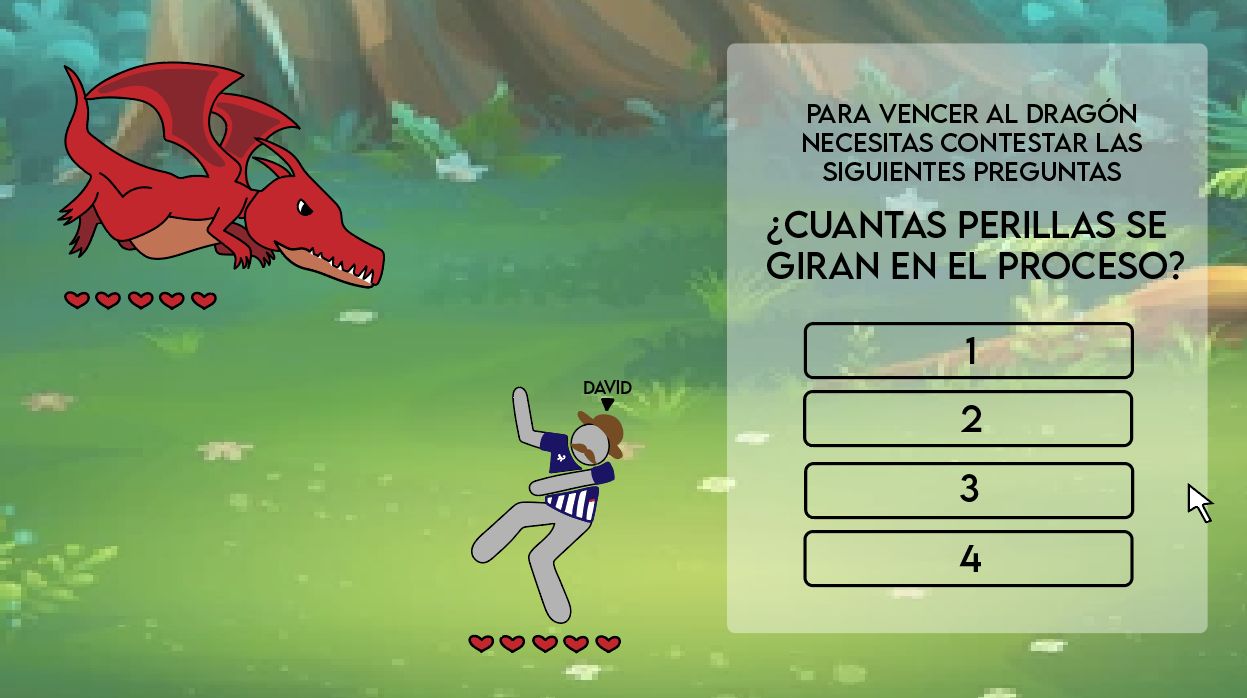 PARA VENCER AL DRAGÓN
NECESITAS CONTESTAR LAS
SIGUIENTES PREGUNTAS
¿CUANTAS PERILLAS SE
GIRAN EN EL PROCESO?
1
DAVID
2
3
4